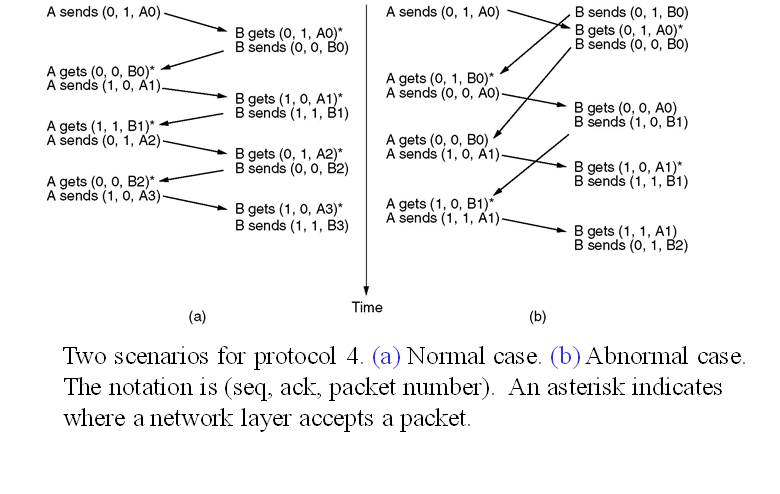 A sends (0, 1, A0)
B gets (0, 1, A0)*
B sends (0, 0, B0)
A gets (0, 0, B0)*
A sends (1, 0, A1)
B gets (1, 0, A1)*
B sends (1, 1, B1)
A gets (1, 1, B1)*
A sends (0, 1, A2)
B gets (0, 1, A2)*
B sends (0, 0, B2)
A gets (0, 0, B2)*
A sends (1, 0, A3)
B gets (1, 0, A3)*
B sends (1, 1, B3)
(a)
Time
A sends (0, 1, A0)
B sends (0, 1, B0)
B gets (0, 1, A0)*
B sends (0, 0, B0)
A gets (0, 1, B0)*
A sends (0, 0, A0)
B gets (0, 0, A0)
B sends (1, 0, B1)
A gets (0, 0, B0)
A sends (1, 0, A1)
B gets (1, 0, A1)*
B sends (1, 1, B1)
A gets (1, 0, B1)*
A sends (1, 1, A1)
B gets (1, 1, A1)
B sends (0, 1, B2)
(b)
Two scenarios for protocol 4. (a) Normal case. (b) Abnormal case.
The notation is (seq, ack, packet number). An asterisk indicates
where a network layer accepts a packet.